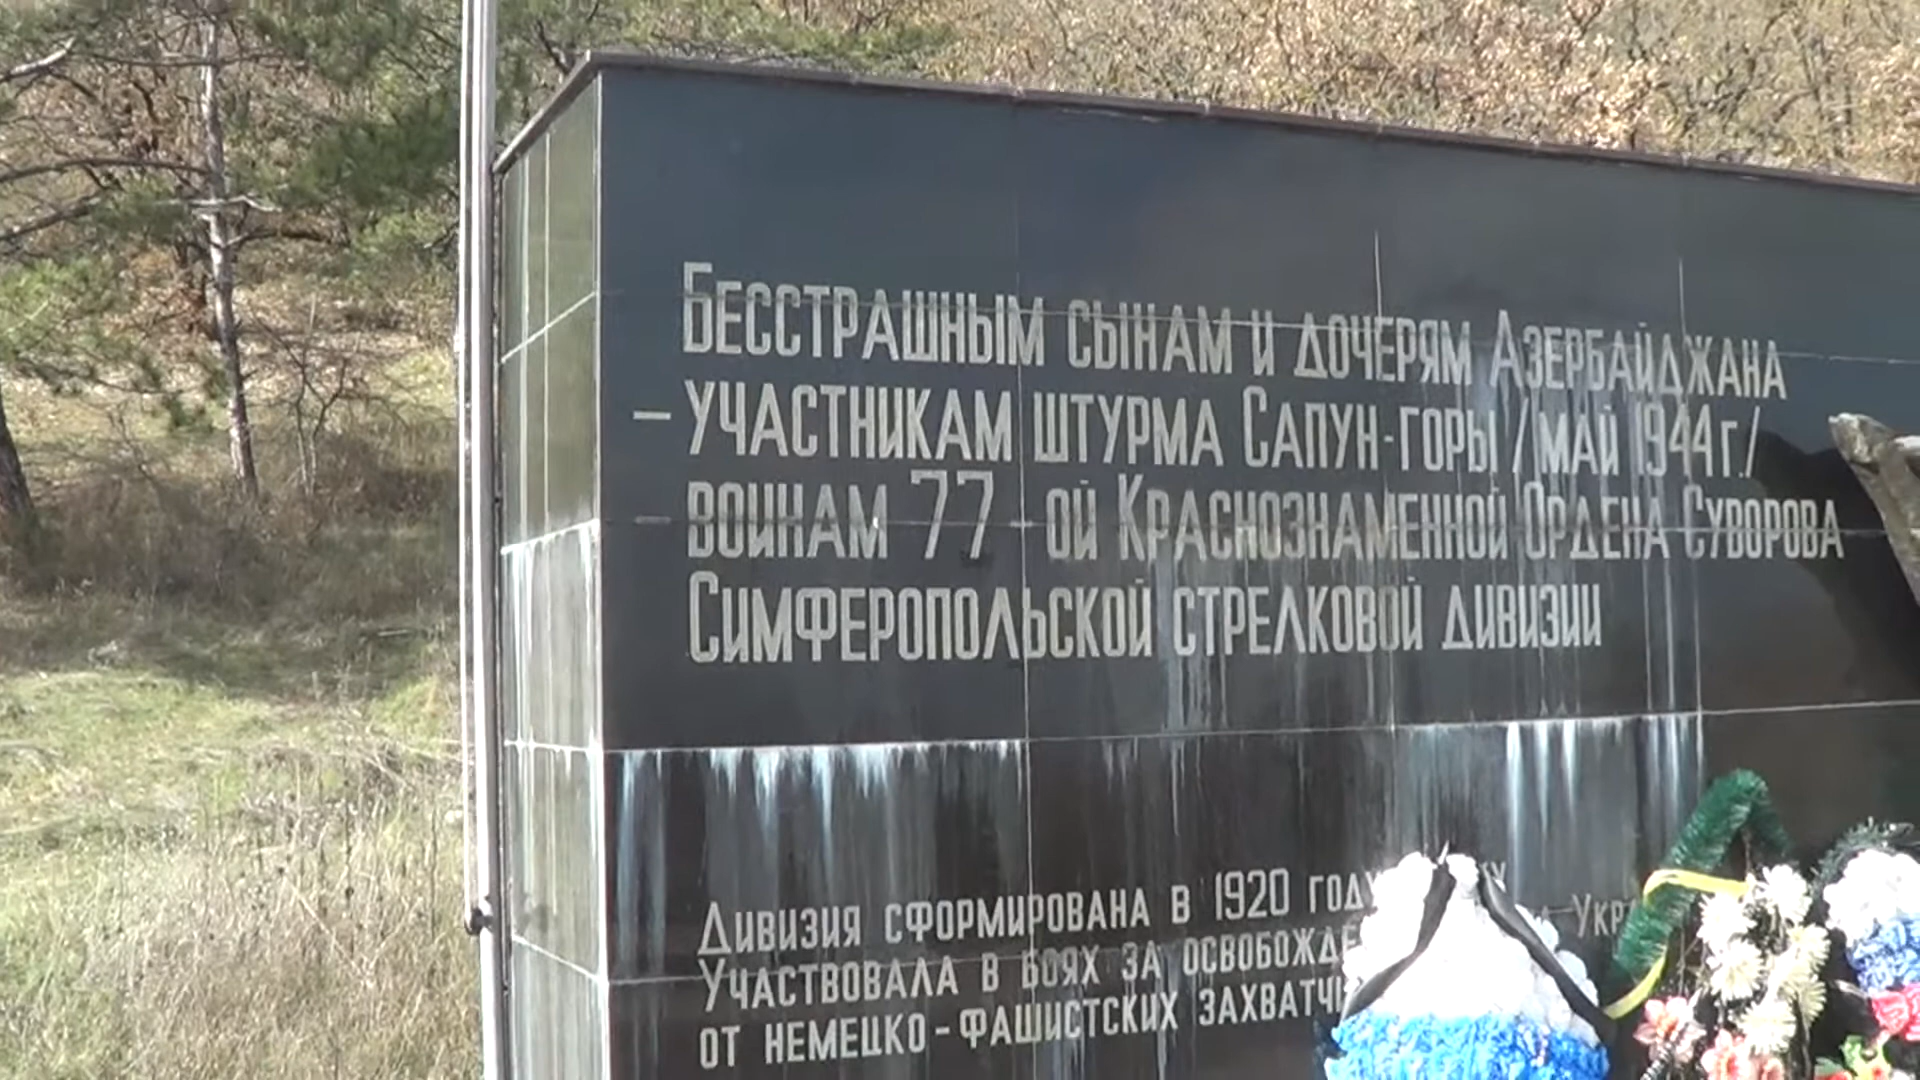 Бесстрашным сынам и дочерям Азербайджана
– участникам штурма Сапун-горы /май 1944 г./
воинам 77 - ой Краснознаменной Ордена Суворова
Симферопольской стрелковой дивизии
Дивизия сформирована в 1920 году
Участвовала в боях за
от немецко-фашистских